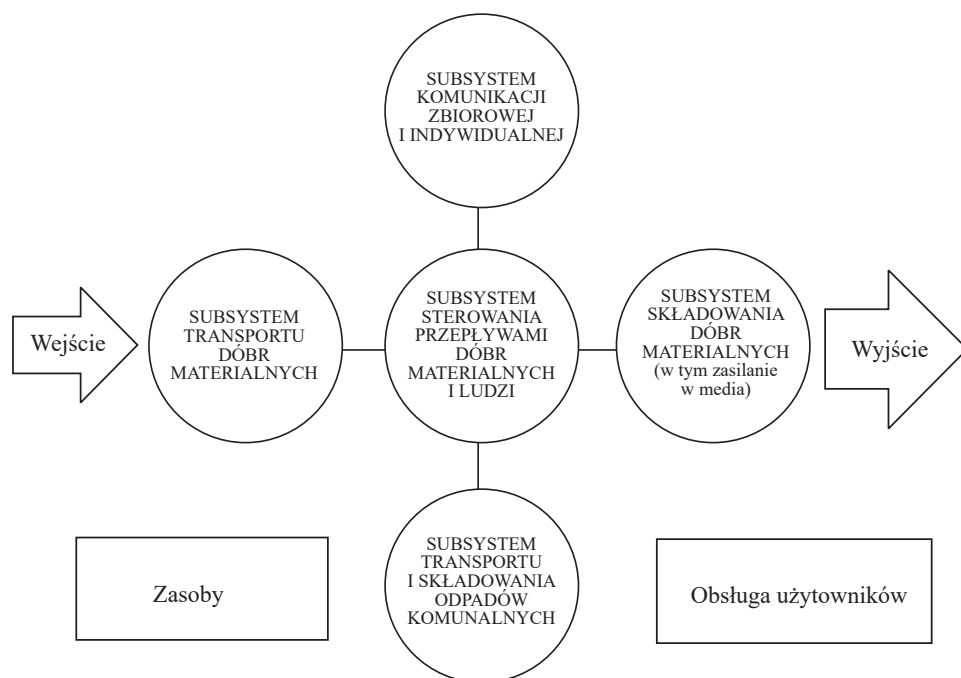 SUBSYSTEM
KOMUNIKACJI
ZBIOROWEJ
I INDYWIDUALNEJ
Wejście
SUBSYSTEM
TRANSPORTU
DÓBR
MATERIALNYCH
SUBSYSTEM
STEROWANIA
PRZEPŁYWAMI
DÓBR
MATERIALNYCH
I LUDZI
SUBSYSTEM
SKŁADOWANIA
DÓBR
MATERIALNYCH
(w tym zasilanie
w media)
Wyjście
Zasoby
SUBSYSTEM
TRANSPORTU
I SKŁADOWANIA
ODPADÓW
KOMUNALNYCH
Obsługa użytowników